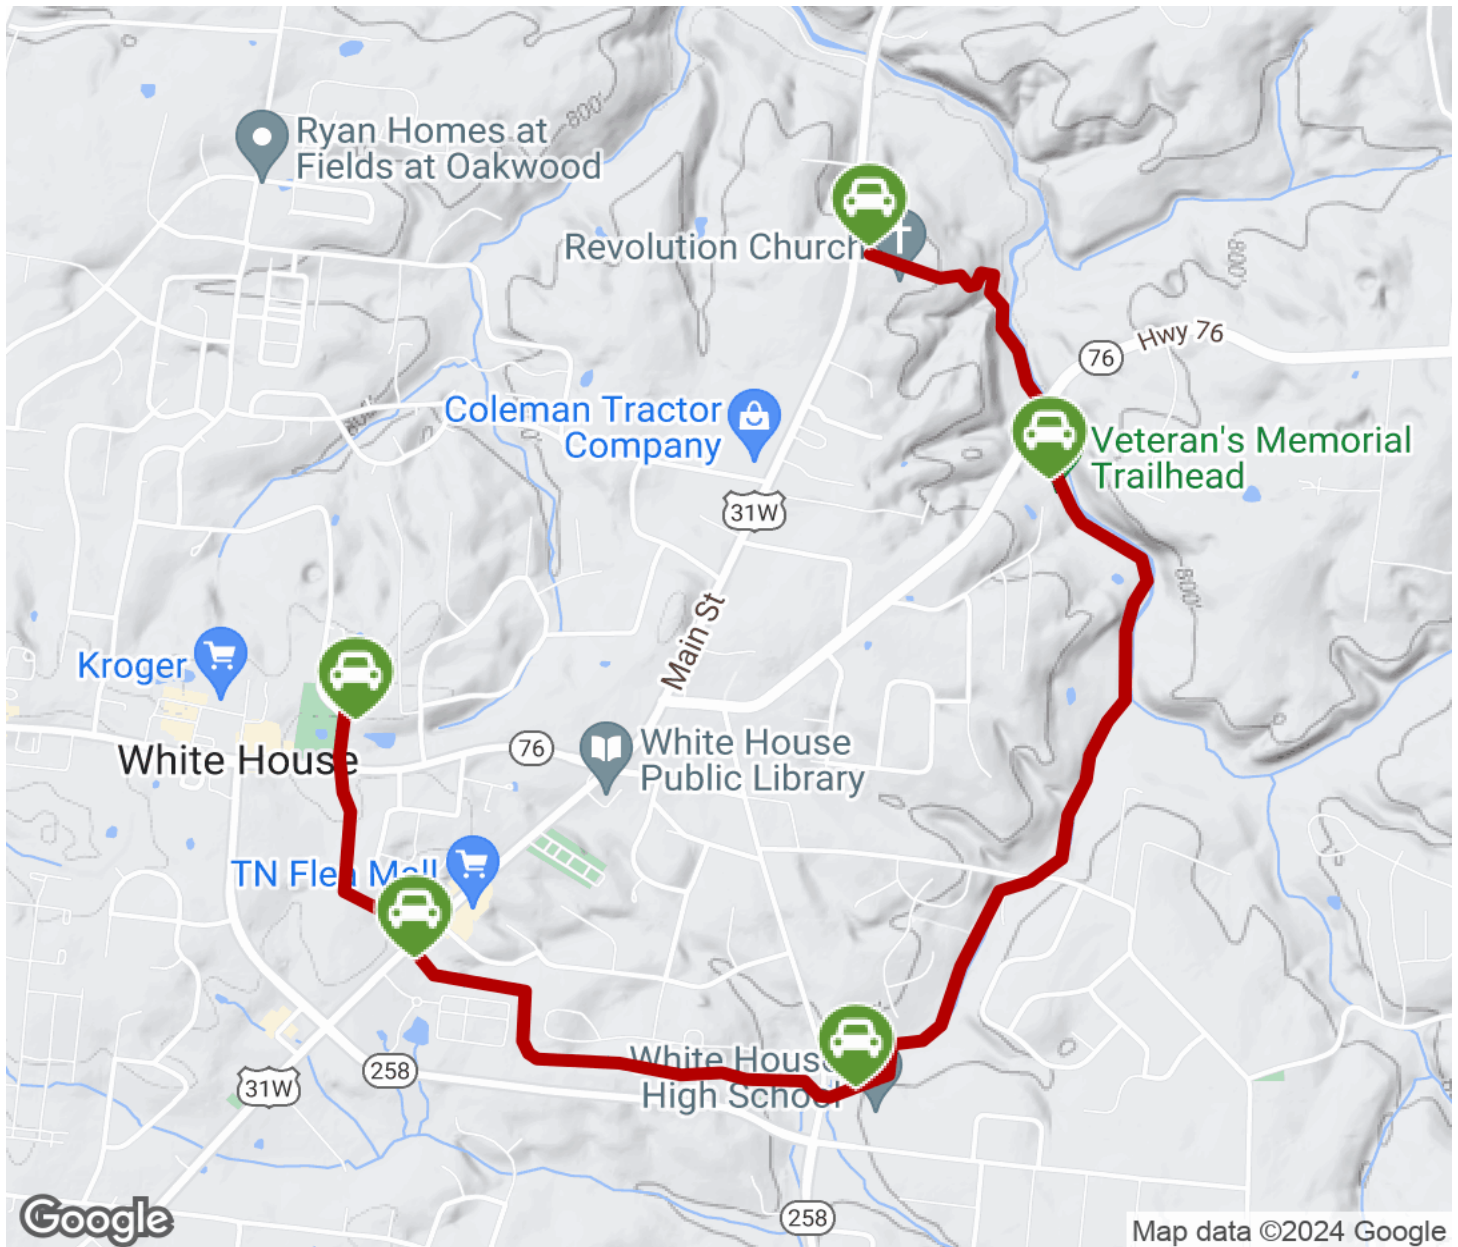 800'
Ryan Homes at
Fields at Oakwood
Revolution Church
800'
Hwy 76
76
800'
Coleman Tractor
Company
Veteran's Memorial
Trailhead
31W
800'
Main St
Kroger
White House
76
White House
Public Library
TN Flea Mall
White House
High School
258
31W
258
Google
Map data ©2024 Google